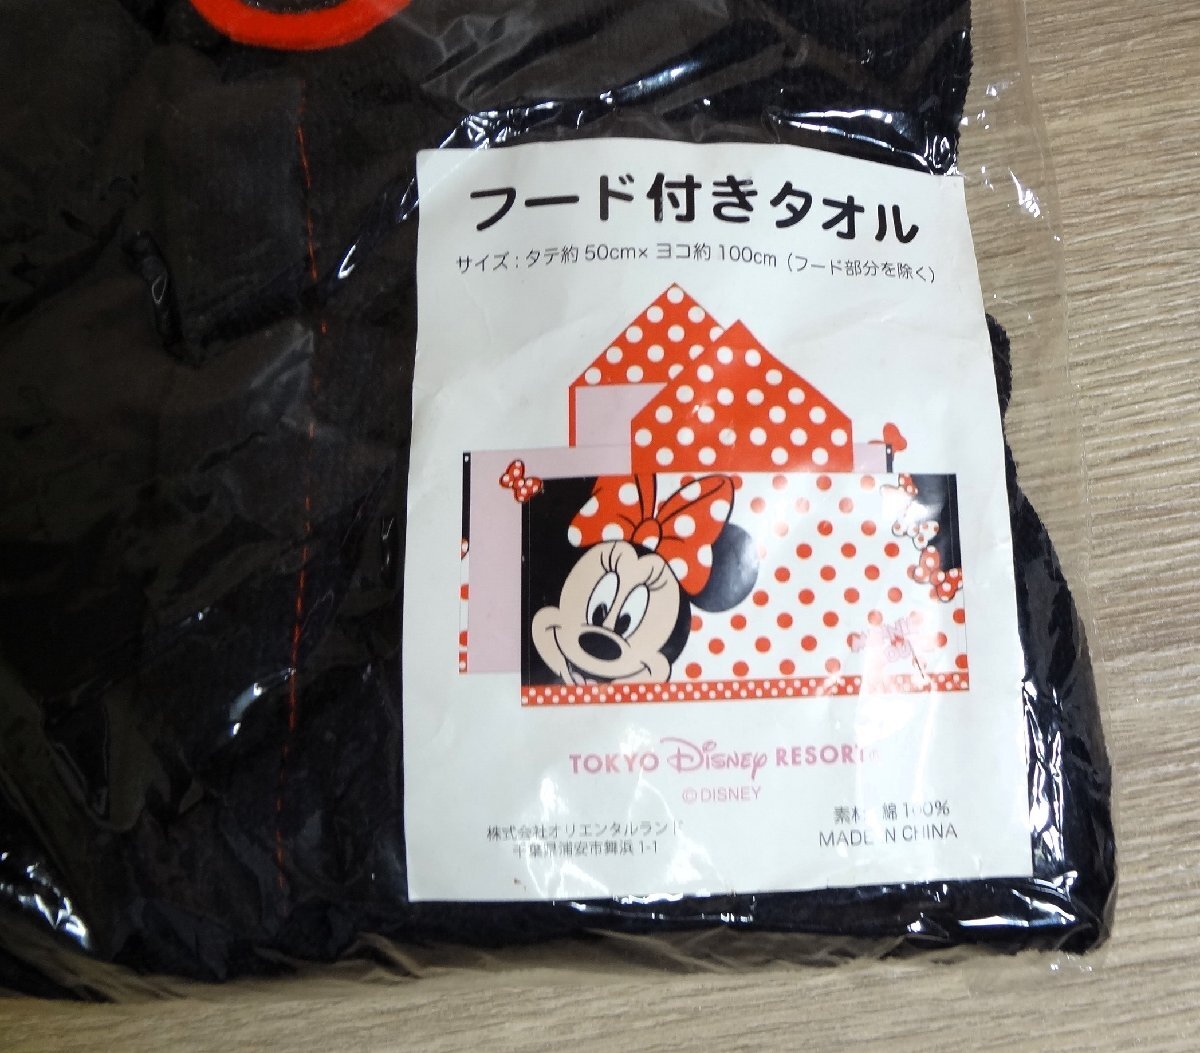 フード付きタオル
サイズ：タテ約50cm×ヨコ約100cm（フード部分を除く）
TOKYO Disney RESORT
©DISNEY
素材：綿100%
MADE IN CHINA
株式会社オリエンタルランド
千葉県浦安市舞浜1-1